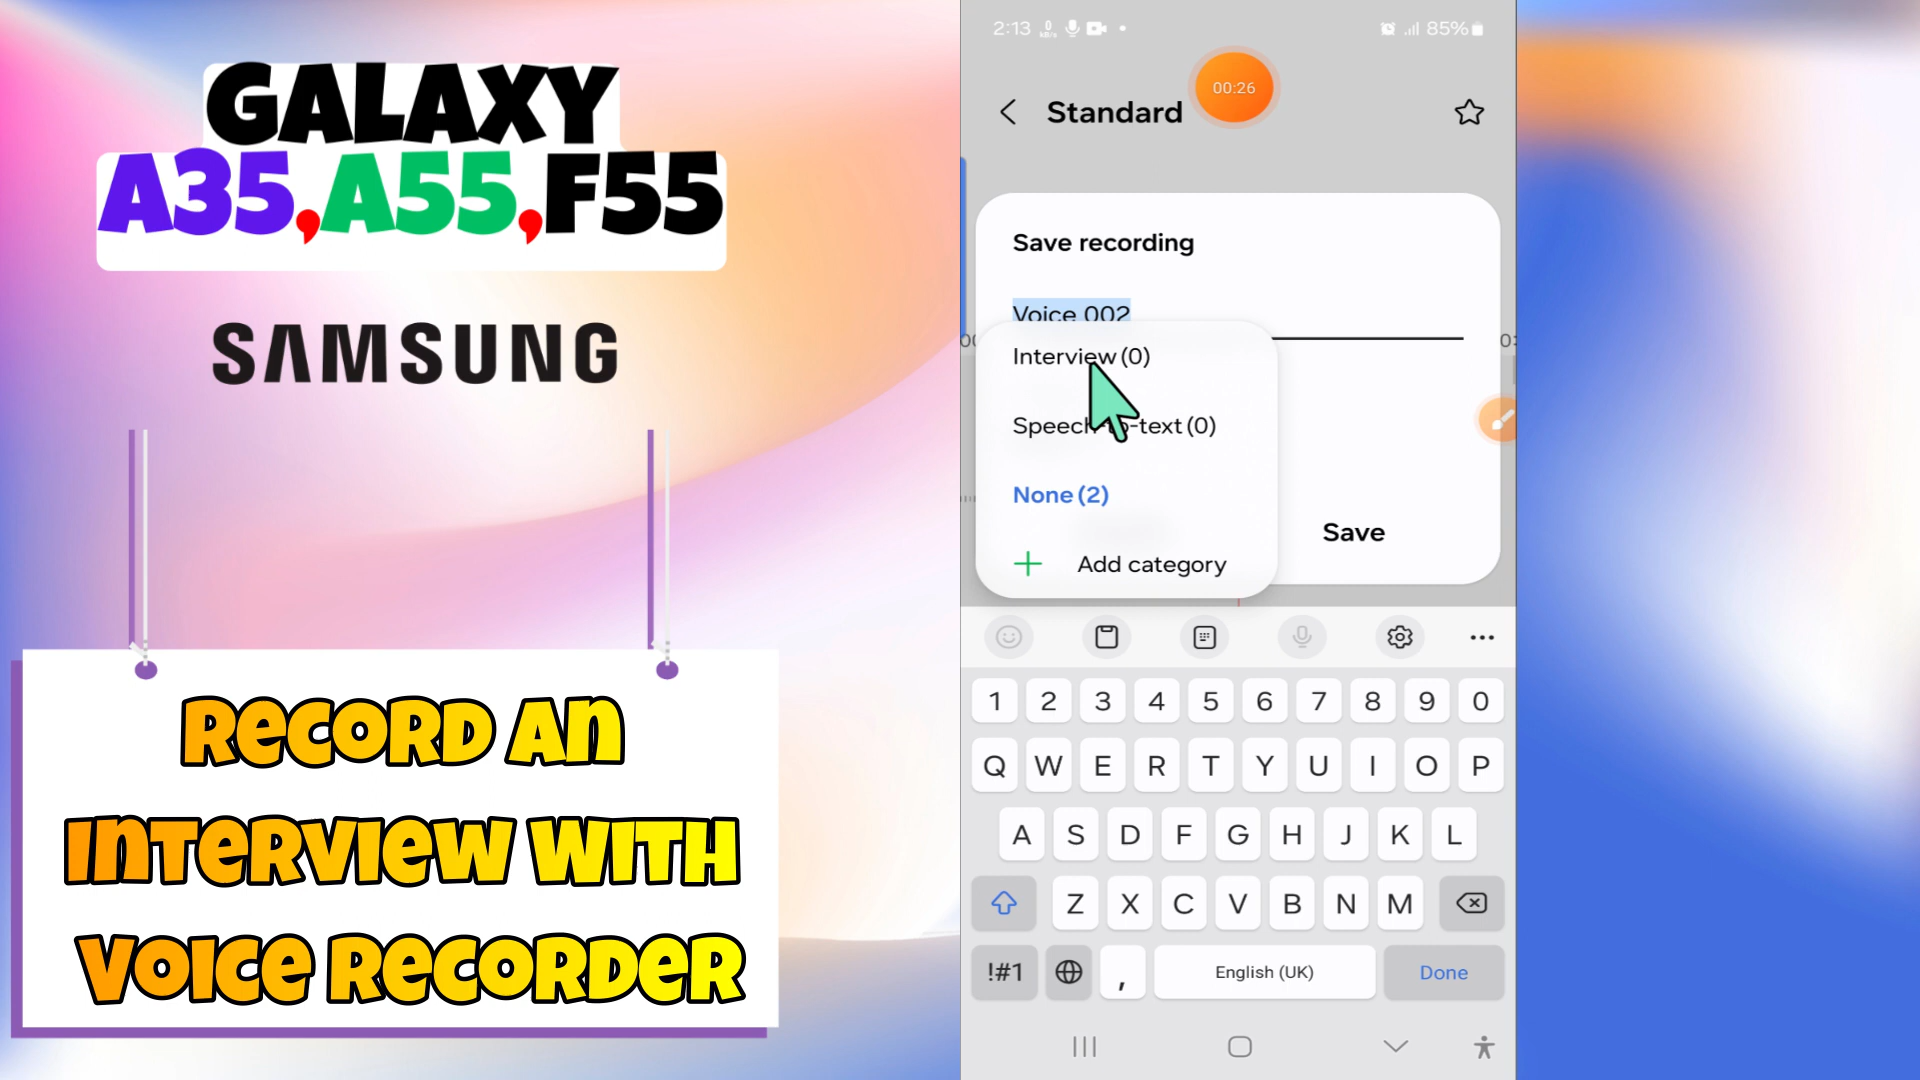 GALAXY
A35,A55,F55
SAMSUNG
RECORD AN
INTERVIEW WITH
VOICE RECORDER
2:13
0
KB/s
85%
00:26
Standard
Save recording
Voice 002
Interview (0)
Speech-to-text (0)
None (2)
Save
+ Add category
1 2 3 4 5 6 7 8 9 0
Q W E R T Y U I O P
A S D F G H J K L
Z X C V B N M
!#1 , English (UK) Done